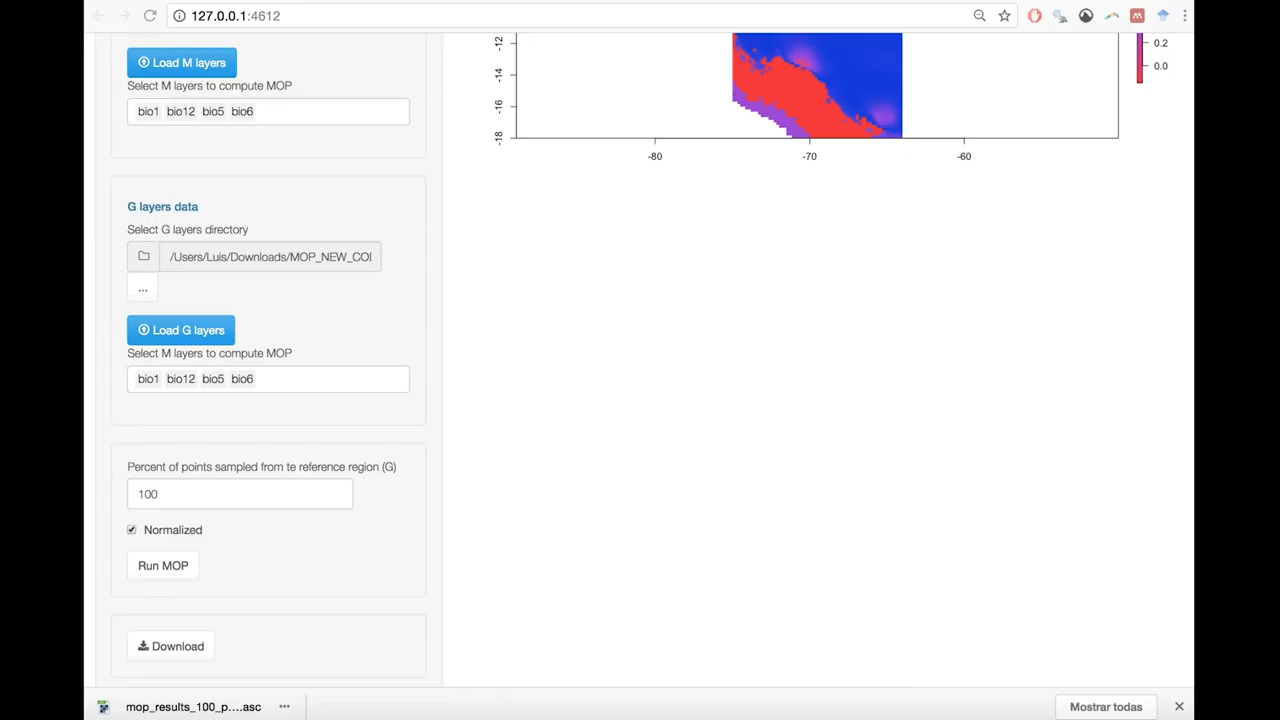 127.0.0.1:4612
Load M layers
Select M layers to compute MOP
bio1 bio12 bio5 bio6
G layers data
Select G layers directory
/Users/Luis/Downloads/MOP_NEW_COI
...
Load G layers
Select M layers to compute MOP
bio1 bio12 bio5 bio6
Percent of points sampled from te reference region (G)
100
Normalized
Run MOP
Download
-12
-14
-16
-18
-80 -70 -60
0.2
0.0
mop_results_100_p....asc
Mostrar todas